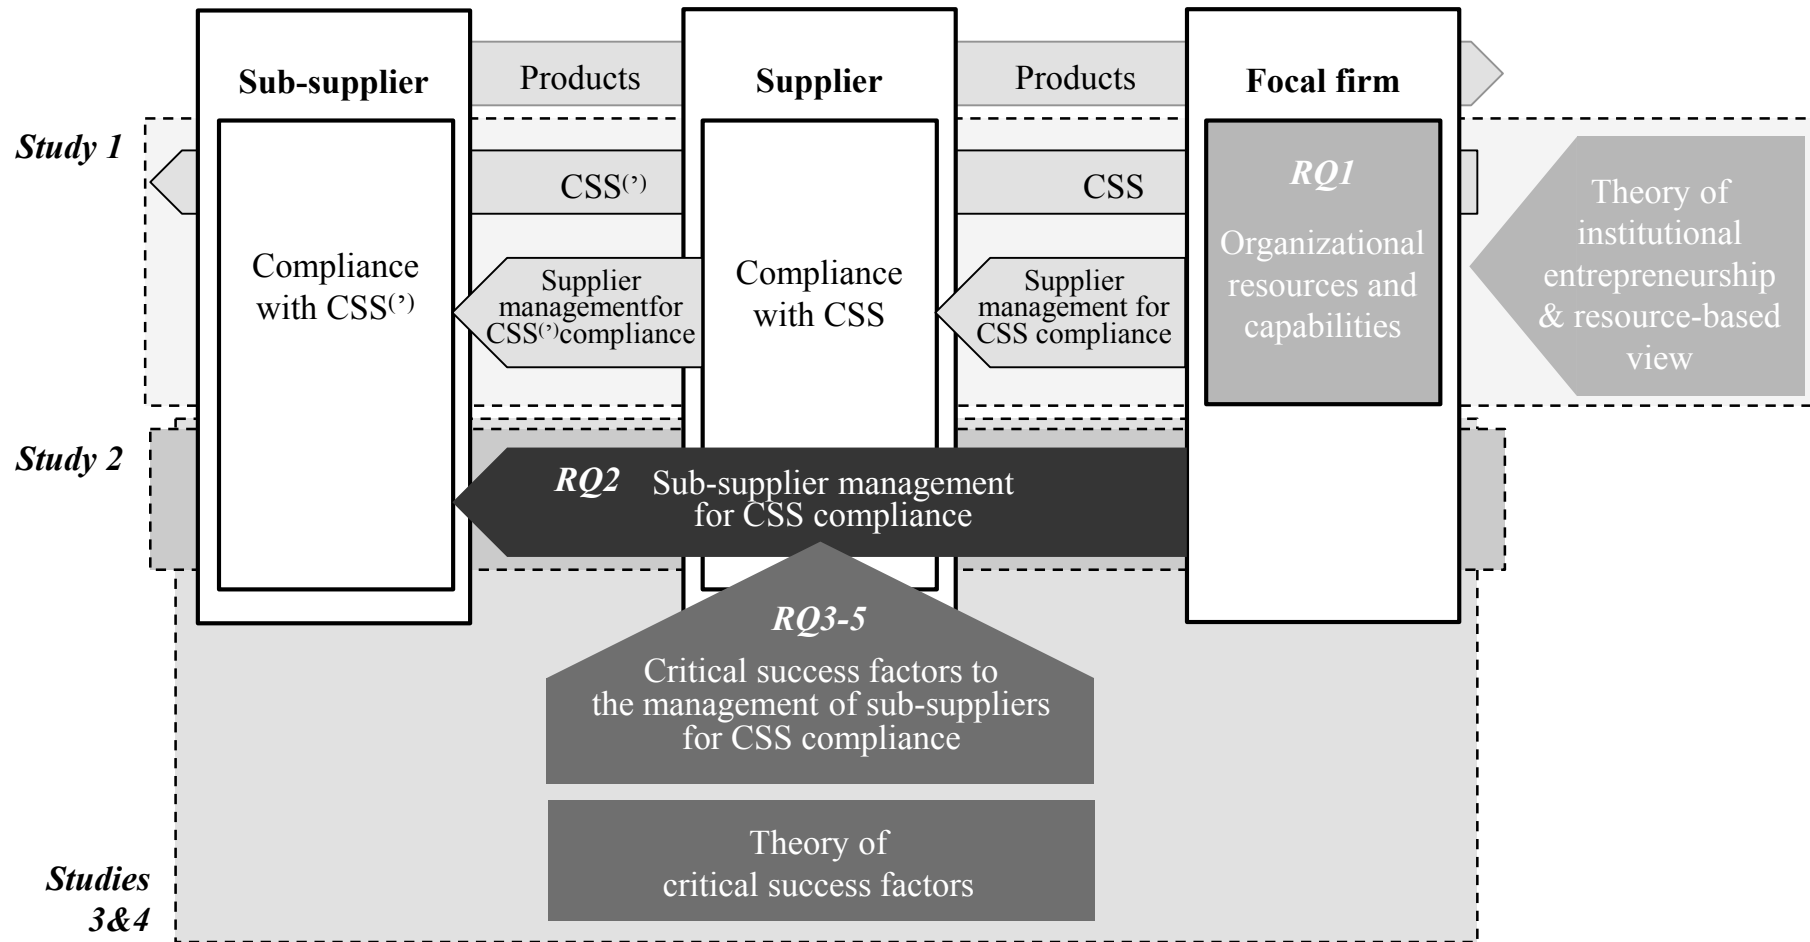 Sub-supplier
Products
Supplier
Products
Focal firm
Study 1
CSS(’)
CSS
RQ1
Organizational
resources and
capabilities
Theory of
institutional
entrepreneurship
& resource-based
view
Compliance
with CSS(’)
Supplier
managementfor
CSS(’)compliance
Compliance
with CSS
Supplier
management for
CSS compliance
Study 2
RQ2 Sub-supplier management
for CSS compliance
RQ3-5
Critical success factors to
the management of sub-suppliers
for CSS compliance
Theory of
critical success factors
Studies
3&4